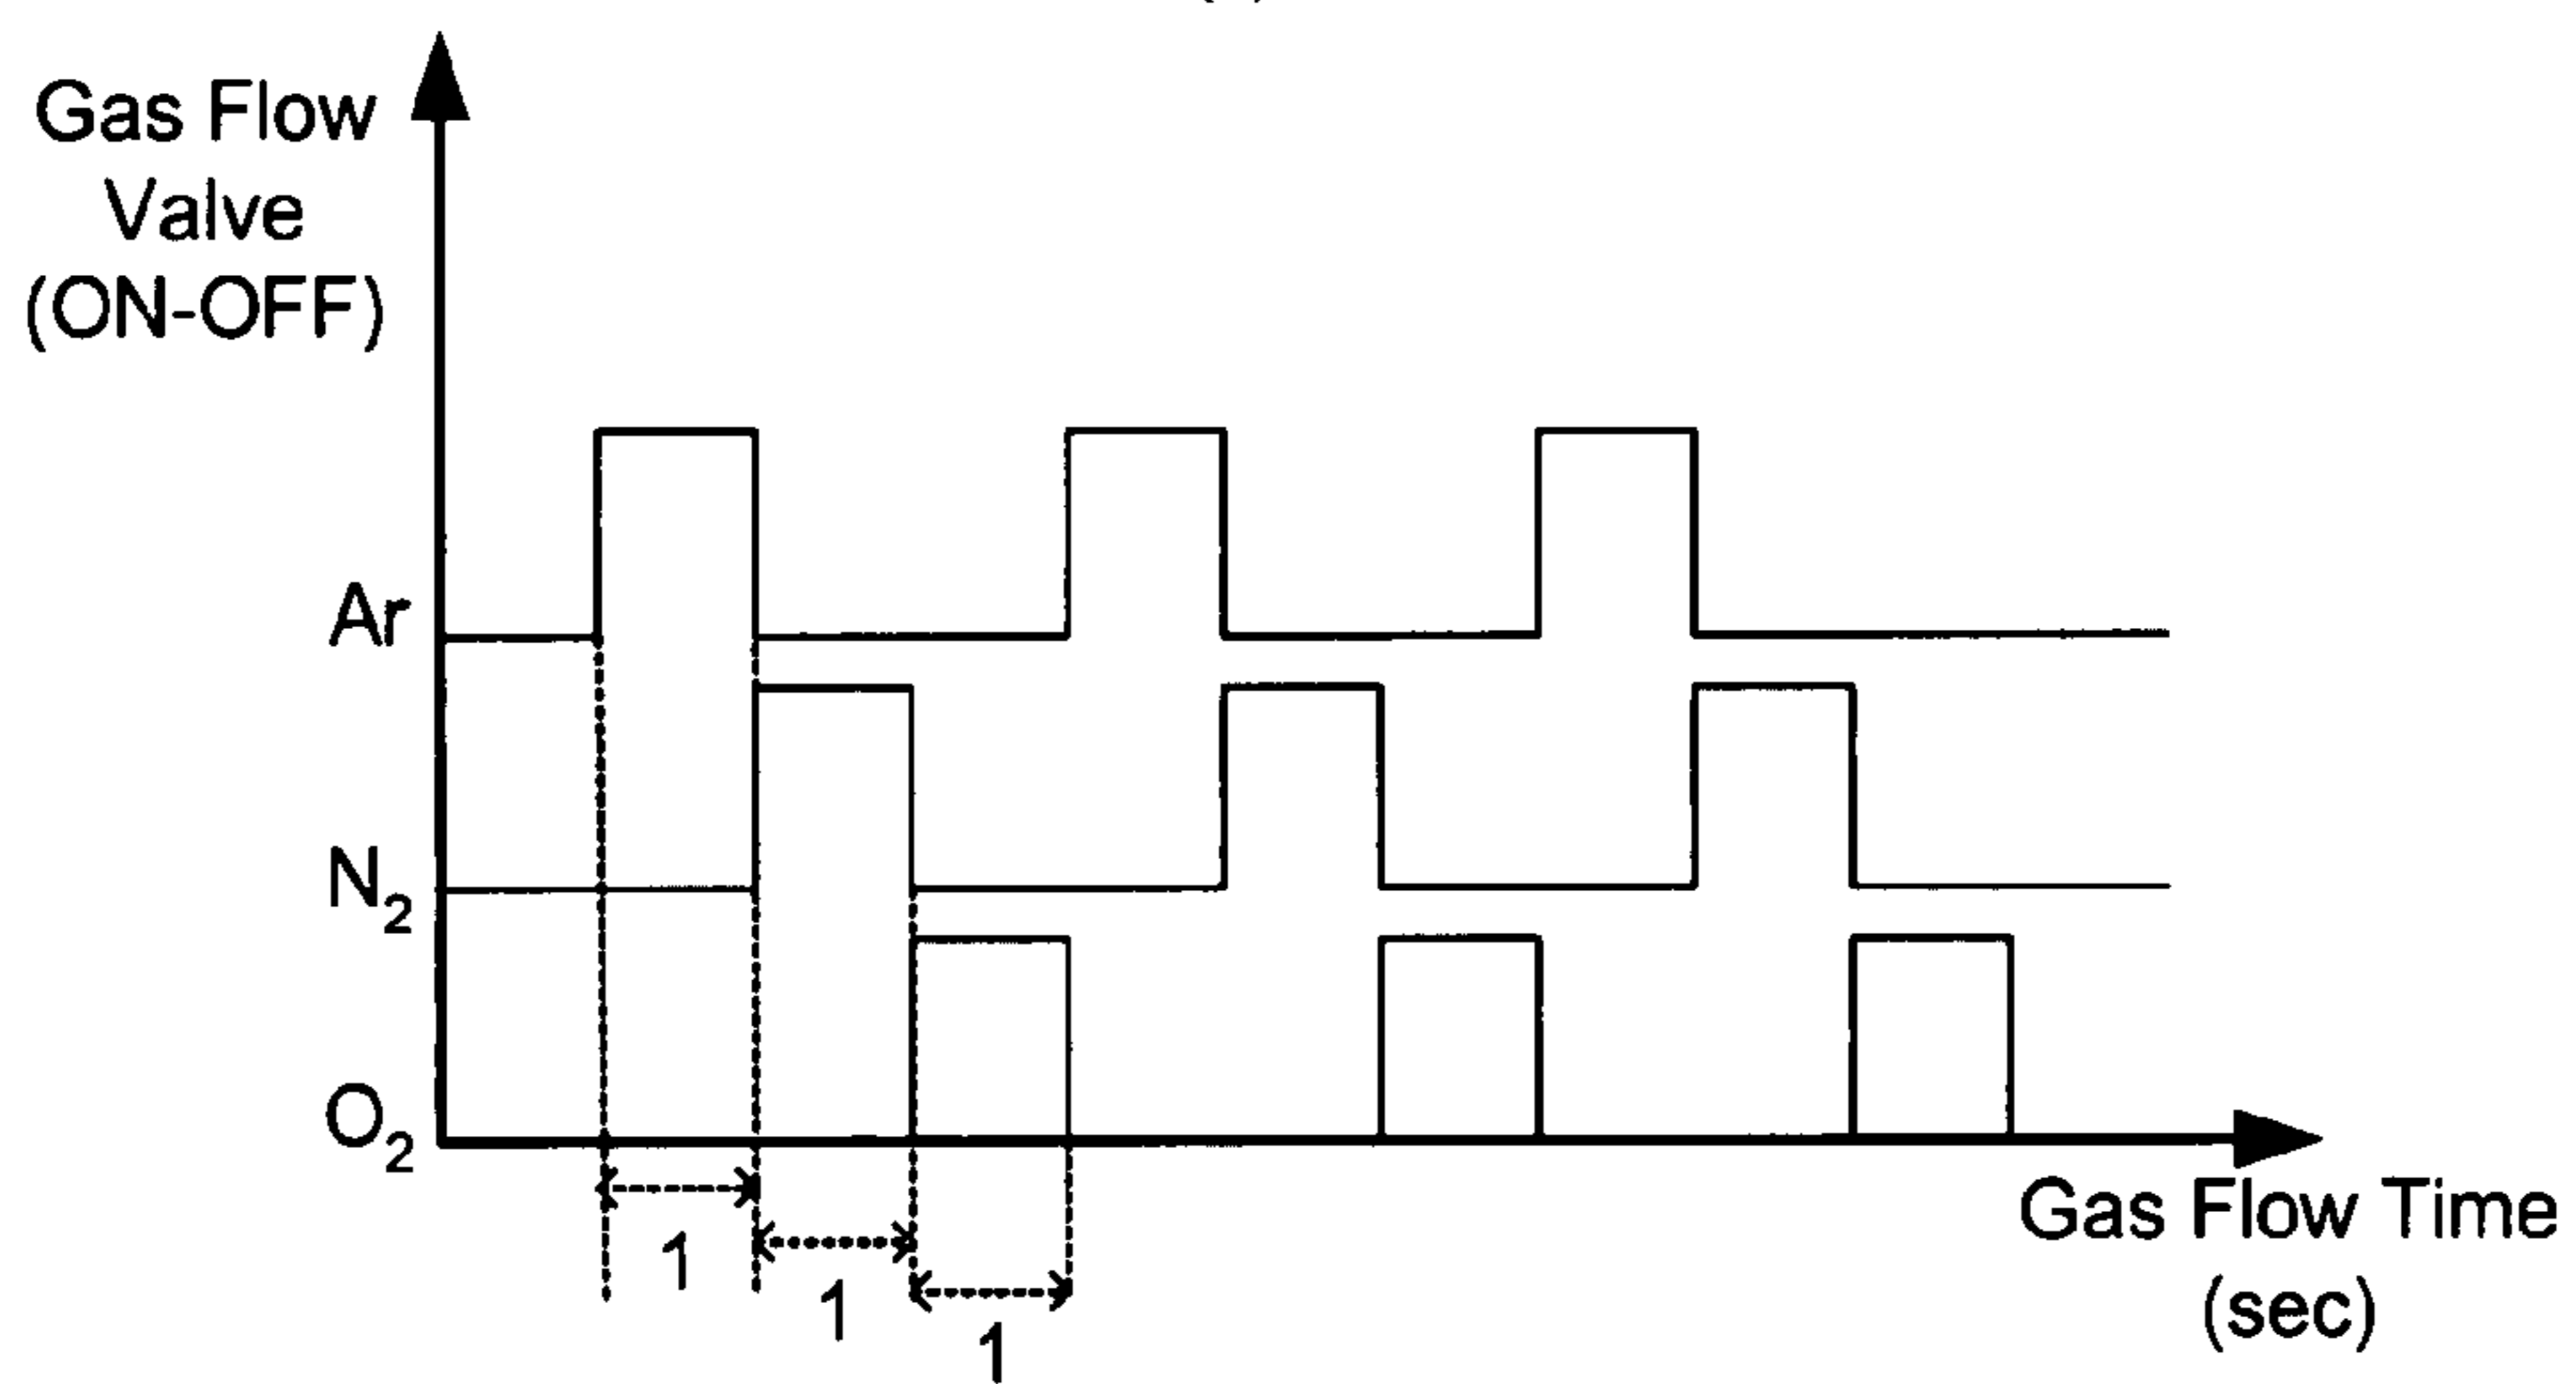 Gas Flow
Valve
(ON-OFF)
Ar
N₂
O₂
1
1
1
Gas Flow Time
(sec)